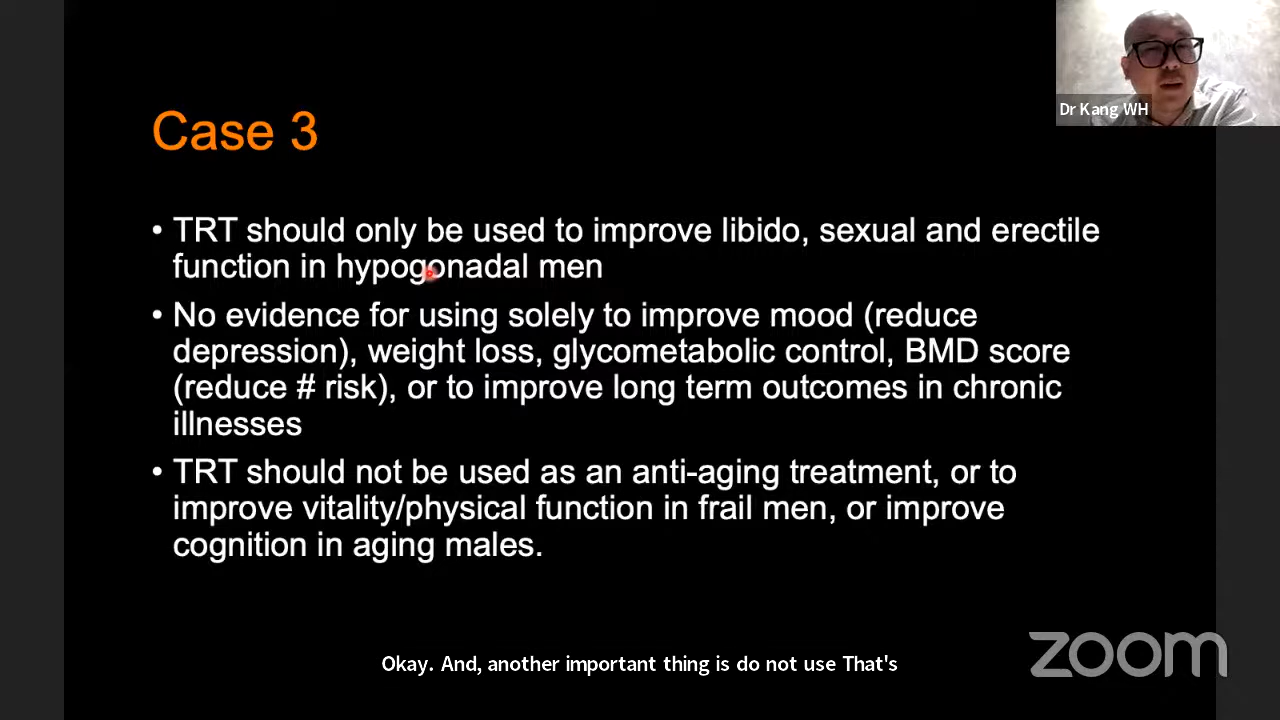 Dr Kang WH
Case 3
• TRT should only be used to improve libido, sexual and erectile
function in hypogonadal men
• No evidence for using solely to improve mood (reduce
depression), weight loss, glycometabolic control, BMD score
(reduce # risk), or to improve long term outcomes in chronic
illnesses
• TRT should not be used as an anti-aging treatment, or to
improve vitality/physical function in frail men, or improve
cognition in aging males.
Okay. And, another important thing is do not use That's
zoom